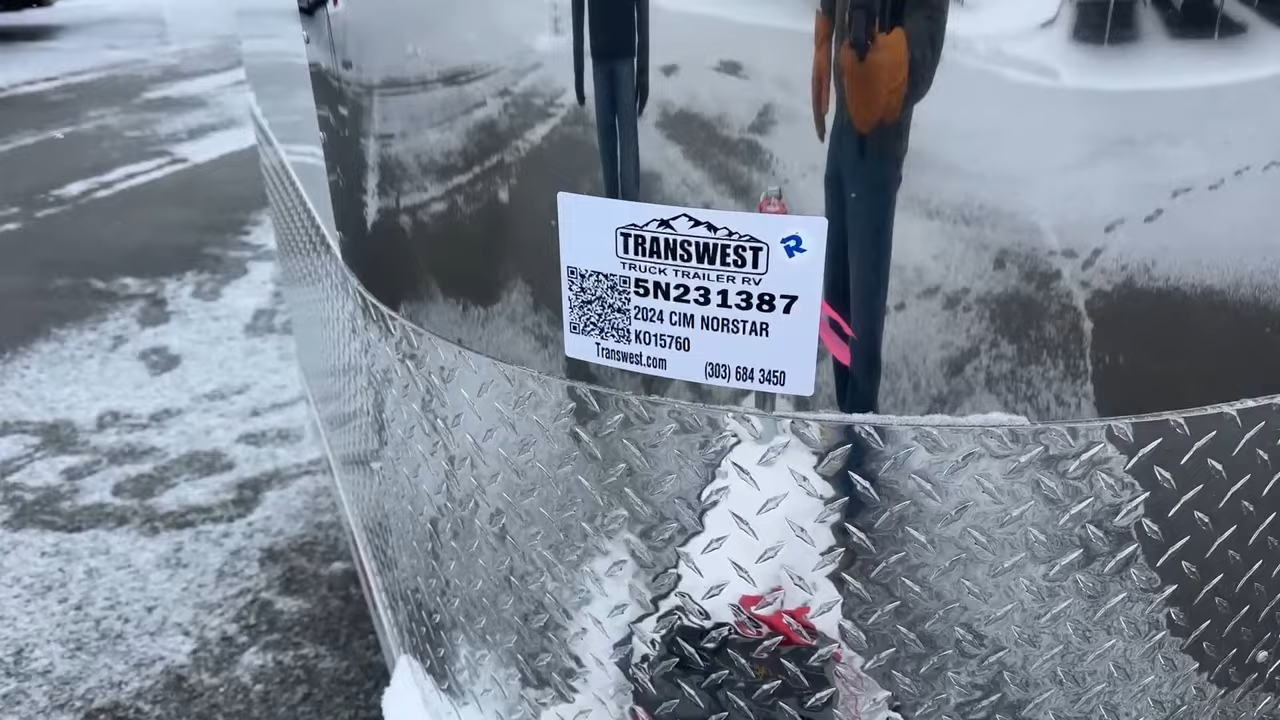 TRANSWEST
TRUCK TRAILER RV
5N231387
2024 CIM NORSTAR
KO15760
Transwest.com (303) 684 3450